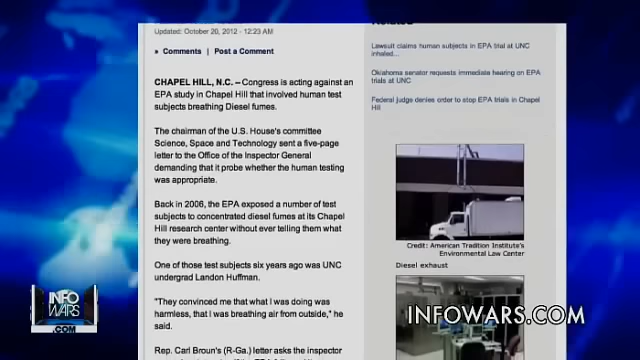 Updated: October 20, 2012 - 12:23 AM
» Comments | Post a Comment
CHAPEL HILL, N.C. – Congress is acting against an
EPA study in Chapel Hill that involved human test
subjects breathing Diesel fumes.
The chairman of the U.S. House's committee
Science, Space and Technology sent a five-page
letter to the Office of the Inspector General
demanding that it probe whether the human testing
was appropriate.
Back in 2006, the EPA exposed a number of test
subjects to concentrated diesel fumes at its Chapel
Hill research center without ever telling them what
they were breathing.
One of those test subjects six years ago was UNC
undergrad Landon Huffman.
"They convinced me that what I was doing was
harmless, that I was breathing air from outside," he
said.
Rep. Carl Broun's (R-Ga.) letter asks the inspector
Related
Lawsuit claims human subjects in EPA trial at UNC
inhaled...
Oklahoma senator requests immediate hearing on EPA
trials at UNC
Federal judge denies order to stop EPA trials in Chapel
Hill
Credit: American Tradition Institute's
Environmental Law Center
Diesel exhaust
INFO
WARS
.COM
INFOWARS.COM